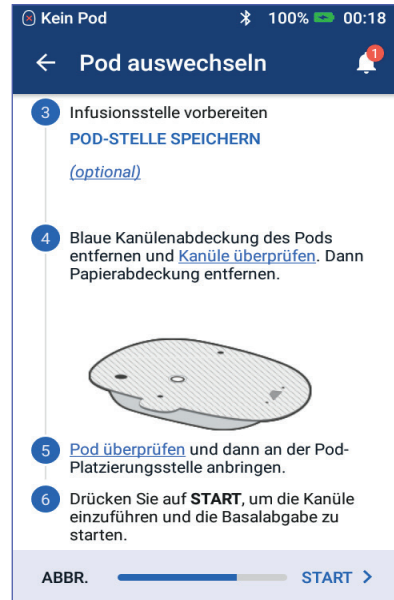 Kein Pod 100% 00:18
Pod auswechseln 1
3 Infusionsstelle vorbereiten
POD-STELLE SPEICHERN
(optional)
4 Blaue Kanülenabdeckung des Pods
entfernen und Kanüle überprüfen. Dann
Papierabdeckung entfernen.
5 Pod überprüfen und dann an der Pod-
Platzierungsstelle anbringen.
6 Drücken Sie auf START, um die Kanüle
einzuführen und die Basalabgabe zu
starten.
ABBR. START